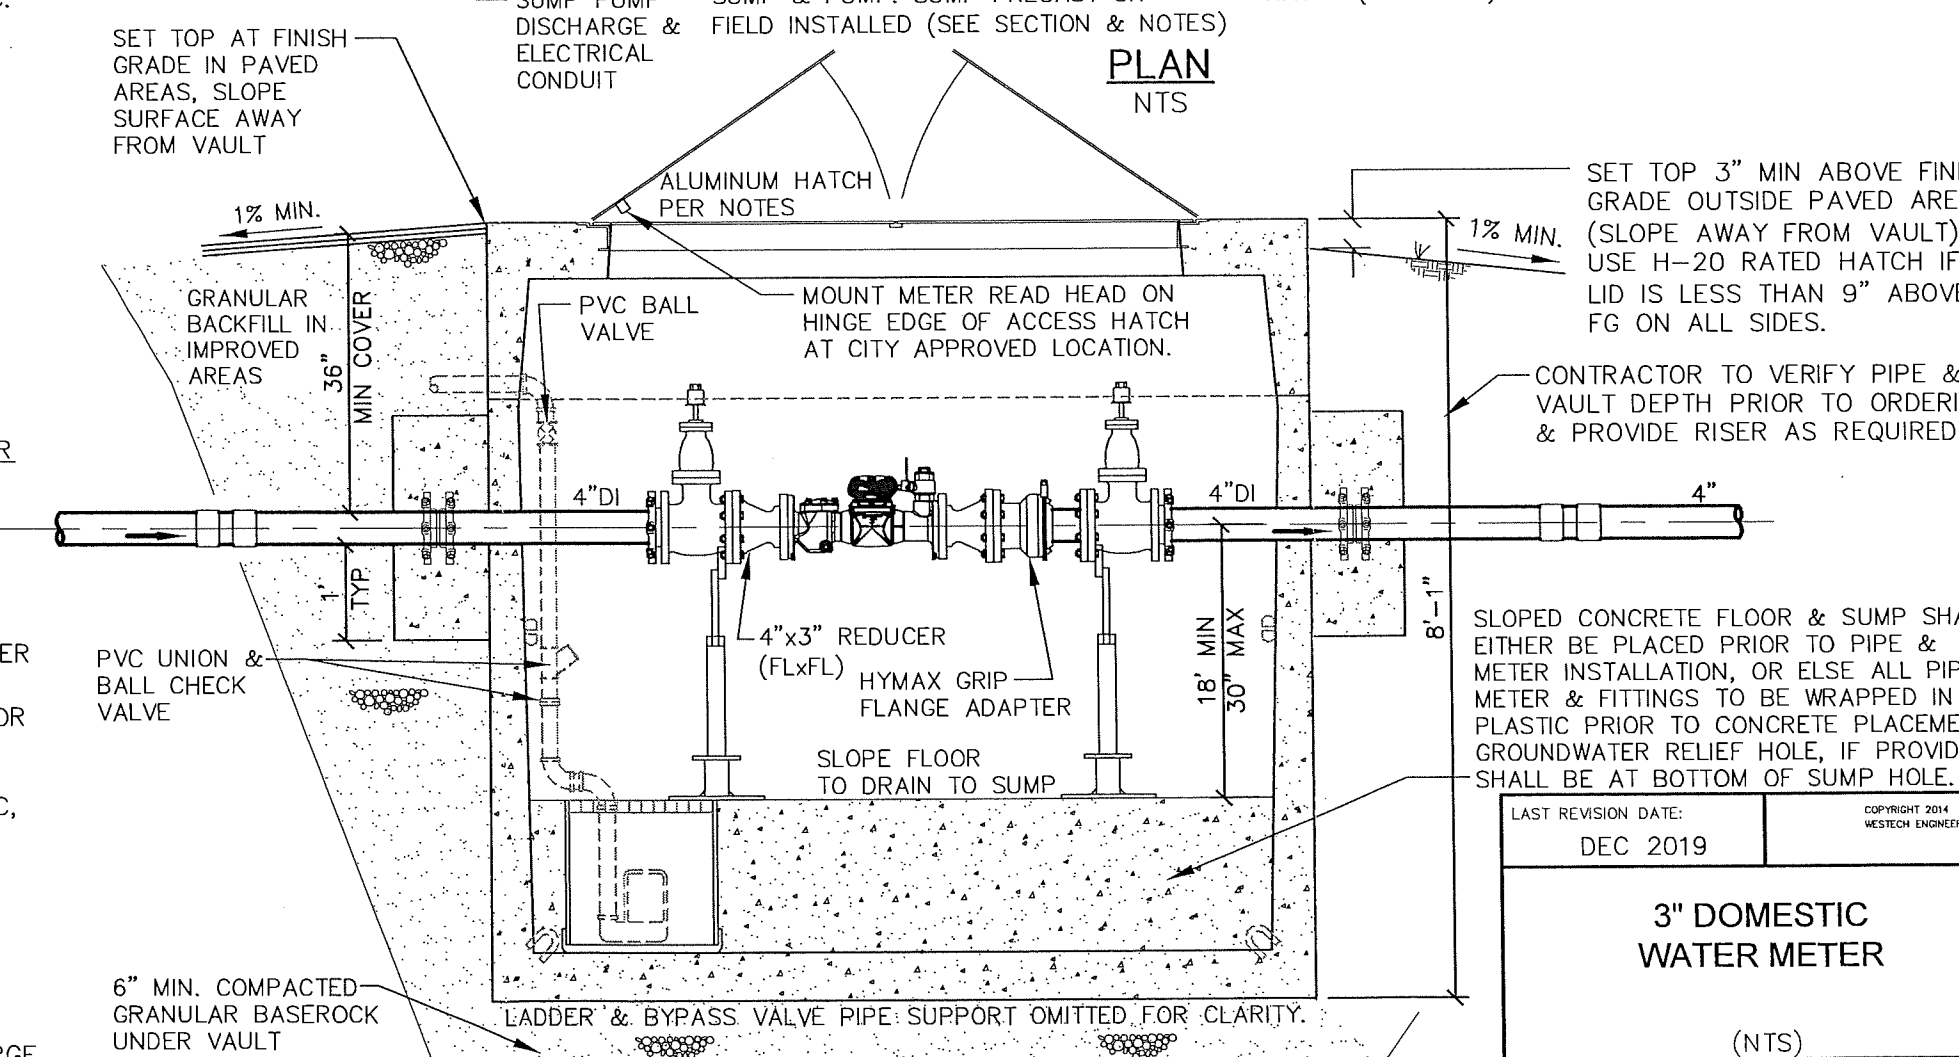 DISCHARGE &
ELECTRICAL
CONDUIT
FIELD INSTALLED (SEE SECTION & NOTES)
PLAN
NTS
SET TOP AT FINISH
GRADE IN PAVED
AREAS, SLOPE
SURFACE AWAY
FROM VAULT
1% MIN.
ALUMINUM HATCH
PER NOTES
SET TOP 3" MIN ABOVE
GRADE OUTSIDE PAVED
(SLOPE AWAY FROM VAULT)
USE H-20 RATED HATCH IF
LID IS LESS THAN 9" ABOVE
FG ON ALL SIDES.
1% MIN.
GRANULAR
BACKFILL IN
IMPROVED
AREAS
36"
MIN COVER
PVC BALL
VALVE
MOUNT METER READ HEAD ON
HINGE EDGE OF ACCESS HATCH
AT CITY APPROVED LOCATION.
CONTRACTOR TO VERIFY PIPE &
VAULT DEPTH PRIOR TO
& PROVIDE RISER AS REQUIRED
4"DI
4"DI
4"
1'
TYP
8'-1"
PVC UNION &
BALL CHECK
VALVE
4"x3" REDUCER
(FLxFL)
HYMAX GRIP
FLANGE ADAPTER
18' MIN
30" MAX
SLOPE FLOOR
TO DRAIN TO SUMP
SLOPED CONCRETE FLOOR & SUMP
EITHER BE PLACED PRIOR TO PIPE &
METER INSTALLATION, OR ELSE ALL
METER & FITTINGS TO BE WRAPPED IN
PLASTIC PRIOR TO CONCRETE
GROUNDWATER RELIEF HOLE, IF
SHALL BE AT BOTTOM OF SUMP HOLE.
LAST REVISION DATE:
DEC 2019
COPYRIGHT 2014
WESTECH
3" DOMESTIC
WATER METER
(NTS)
6" MIN. COMPACTED
GRANULAR BASEROCK
UNDER VAULT
LADDER & BYPASS VALVE PIPE SUPPORT OMITTED FOR CLARITY.